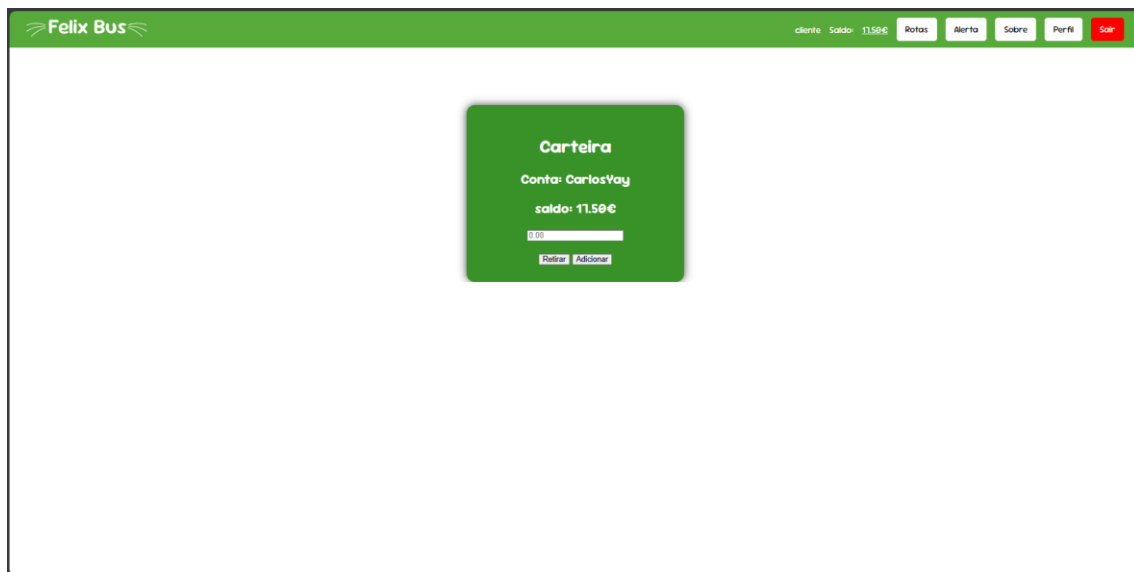 Felix Bus
cliente Saldo: 17.50€ Rotas Alerta Sobre Perfil Sair
Carteira
Conta: CarlosYay
saldo: 17.50€
0.00
Retirar Adicionar